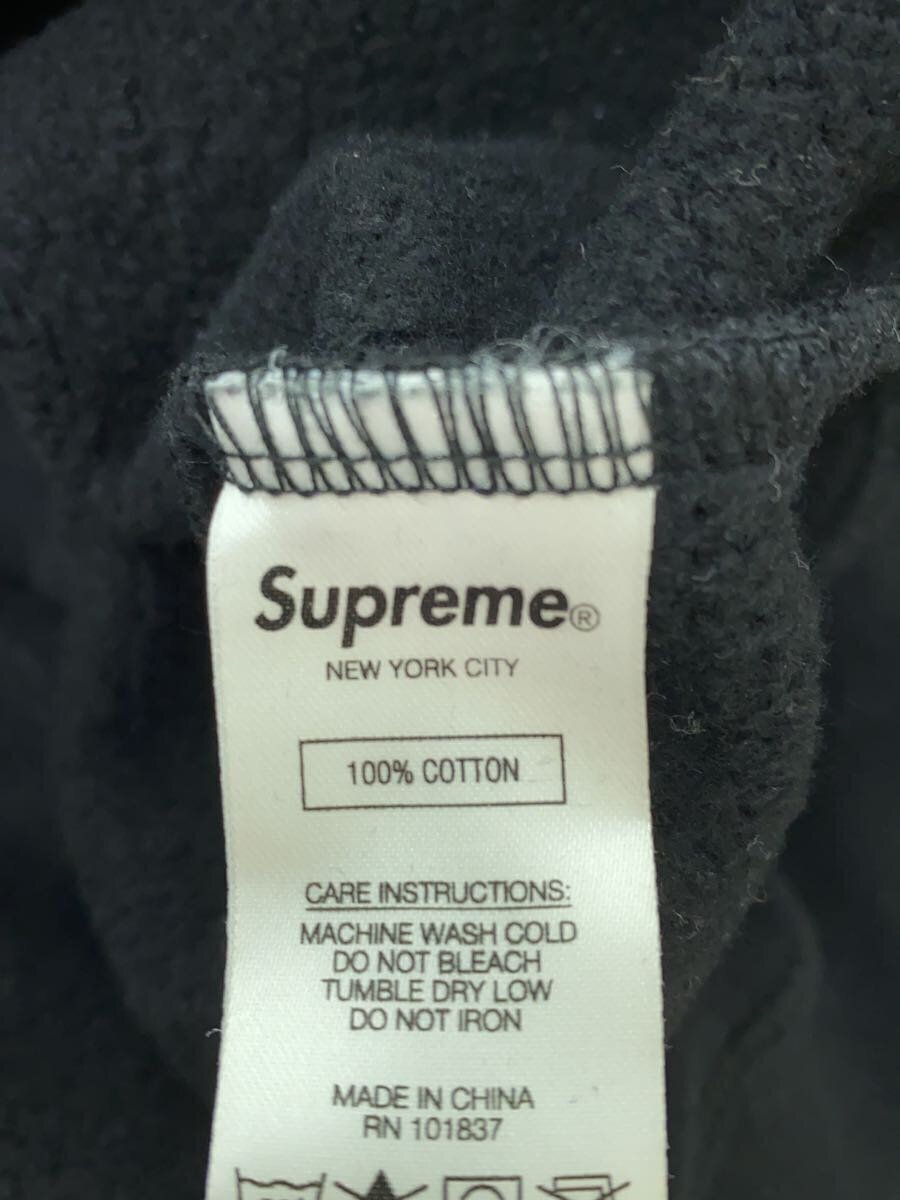 Supreme®
NEW YORK CITY
100% COTTON
CARE INSTRUCTIONS:
MACHINE WASH COLD
DO NOT BLEACH
TUMBLE DRY LOW
DO NOT IRON
MADE IN CHINA
RN 101837